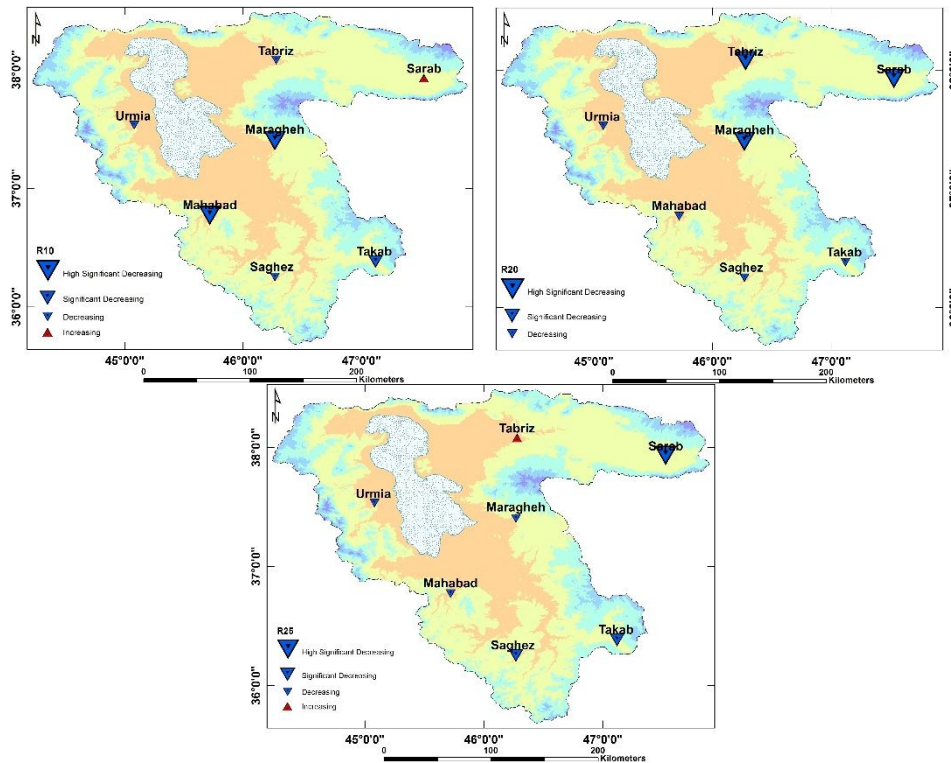 N
Tabriz
Sarab
Urmia
Maragheh
Mahabad
Takab
Saghez
R10
High Significant Decreasing
Significant Decreasing
Decreasing
Increasing
38°0'0"
37°0'0"
36°0'0"
45°0'0" 46°0'0" 47°0'0"
0 50 100 200
Kilometers
N
Tabriz
Sarab
Urmia
Maragheh
Mahabad
Takab
Saghez
R20
High Significant Decreasing
Significant Decreasing
Decreasing
45°0'0" 46°0'0" 47°0'0"
0 50 100 200
Kilometers
N
Tabriz
Sarab
Urmia
Maragheh
Mahabad
Takab
Saghez
R25
High Significant Decreasing
Significant Decreasing
Decreasing
Increasing
38°0'0"
37°0'0"
36°0'0"
45°0'0" 46°0'0" 47°0'0"
0 50 100 200
Kilometers